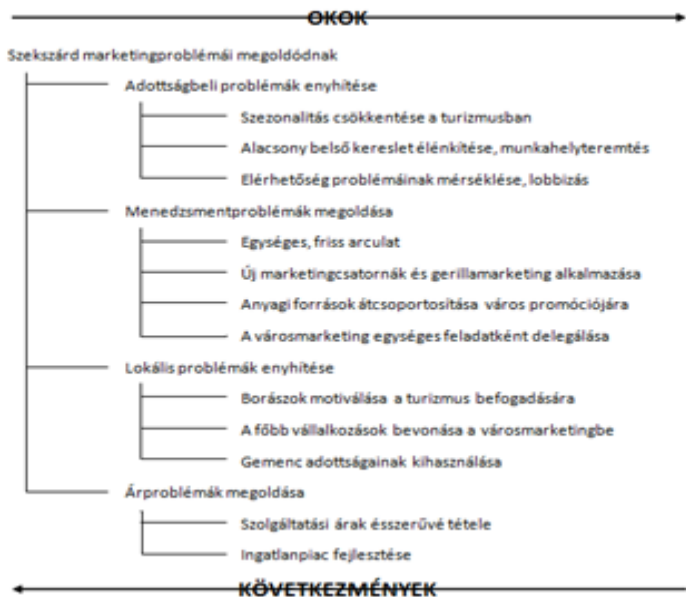 OKOK
Szekszárd marketingproblémái megoldódnak
Adottságbeli problémák enyhítése
Szezonalitás csökkentése a turizmusban
Alacsony belső kereslet élénkítése, munkahelyteremtés
Elérhetőség problémáinak mérséklése, lobbizás
Menedzsmentproblémák megoldása
Egységes, friss arculat
Új marketingcsatornák és gerillamarketing alkalmazása
Anyagi források átcsoportosítása város promóciójára
A városmarketing egységes feladatként delegálása
Lokális problémák enyhítése
Borászok motiválása a turizmus befogadására
A főbb vállalkozások bevonása a városmarketingbe
Gemenc adottságainak kihasználása
Árproblémák megoldása
Szolgáltatási árak ésszerűvé tétele
Ingatlanpiac fejlesztése
KÖVETKEZMÉNYEK